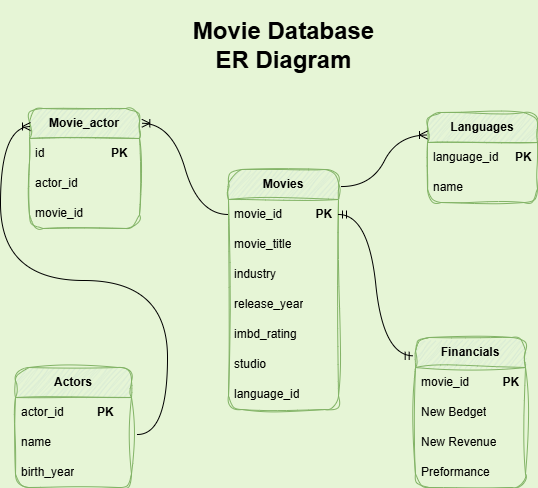 Movie Database
ER Diagram
Movie_actor
id PK
actor_id
movie_id
Languages
language_id PK
name
Movies
movie_id PK
movie_title
industry
release_year
imbd_rating
studio
language_id
Actors
actor_id PK
name
birth_year
Financials
movie_id PK
New Bedget
New Revenue
Preformance